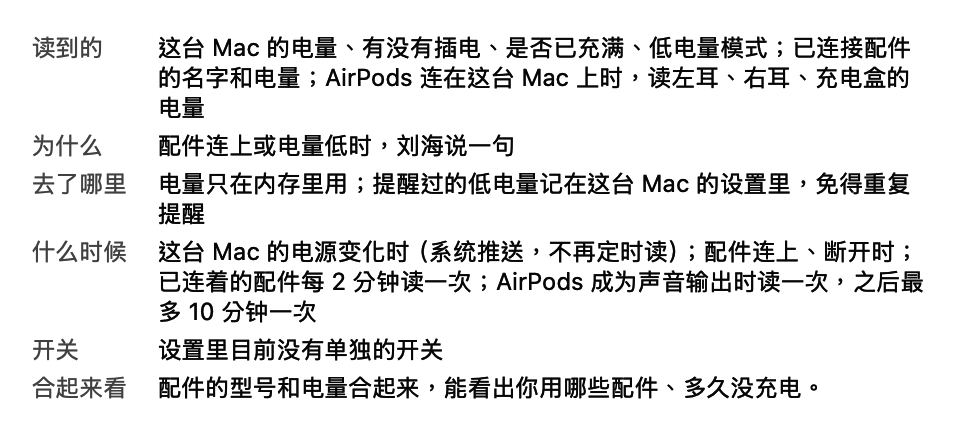 读到的 这台 Mac 的电量、有没有插电、是否已充满、低电量模式；已连接配件
的名字和电量；AirPods 连在这台 Mac 上时，读左耳、右耳、充电盒的
电量
为什么 配件连上或电量低时，刘海说一句
去了哪里 电量只在内存里用；提醒过的低电量记在这台 Mac 的设置里，免得重复
提醒
什么时候 这台 Mac 的电源变化时（系统推送，不再定时读）；配件连上、断开时；
已连着的配件每 2 分钟读一次；AirPods 成为声音输出时读一次，之后最
多 10 分钟一次
开关 设置里目前没有单独的开关
合起来看 配件的型号和电量合起来，能看出你用哪些配件、多久没充电。